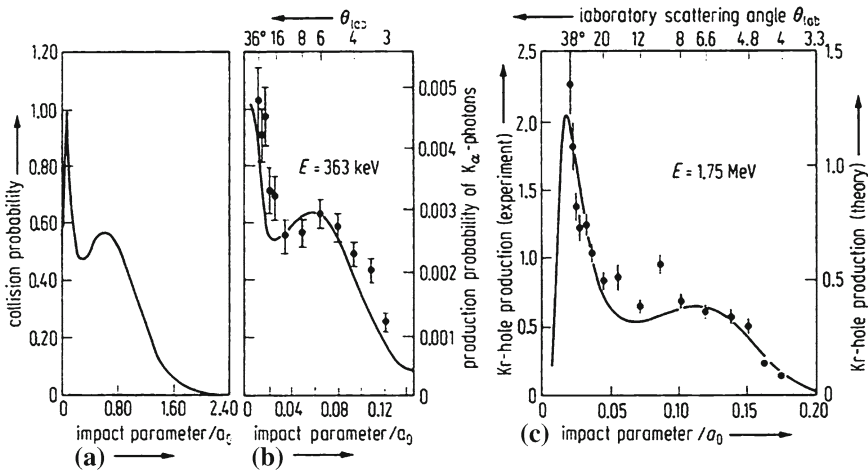 θlab
36° 16 8 6 4 3
laboratory scattering angle θlab
38° 20 12 8 6.6 4.8 4 3.3
1,20
1.00
0.80
0.60
0.40
0.20
0
collision probability
0 0.80 1.60 2.40
impact parameter/a0
(a)
E = 363 keV
0.005
0.004
0.003
0.002
0.001
0
production probability of Kα-photons
0.04 0.08 0.12
impact parameter/a0
(b)
Kr-hole production (experiment)
2.5
2.0
1.5
1.0
0.5
0
E = 1,75 MeV
1,5
1.0
0.5
0
Kr-hole production (theory)
0 0.05 0.10 0.15 0.20
impact parameter/a0
(c)